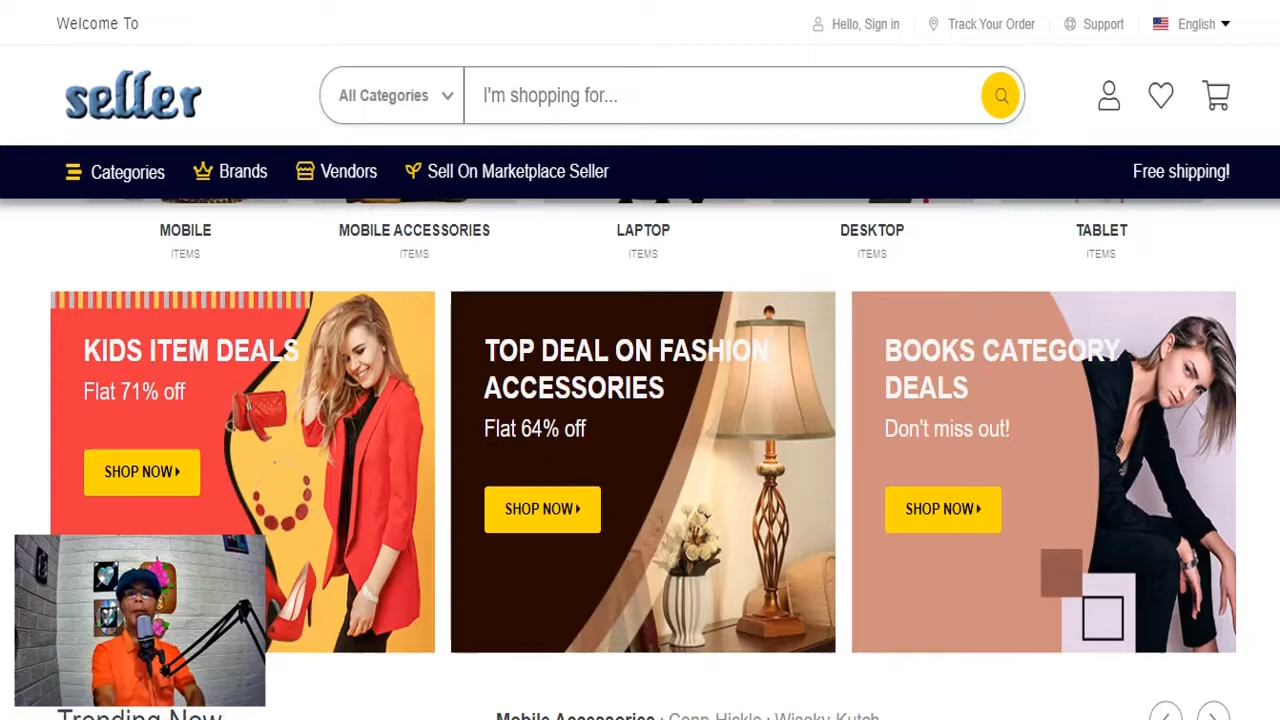 Welcome To
Hello, Sign in
Track Your Order
Support
English
seller
All Categories
I'm shopping for...
Categories
Brands
Vendors
Sell On Marketplace Seller
Free shipping!
MOBILE
MOBILE ACCESSORIES
LAPTOP
DESKTOP
TABLET
ITEMS
ITEMS
ITEMS
ITEMS
ITEMS
KIDS ITEM DEALS
Flat 71% off
SHOP NOW
TOP DEAL ON FASHION
ACCESSORIES
Flat 64% off
SHOP NOW
BOOKS CATEGORY
DEALS
Don't miss out!
SHOP NOW
Trending Now
Mobile Accessories